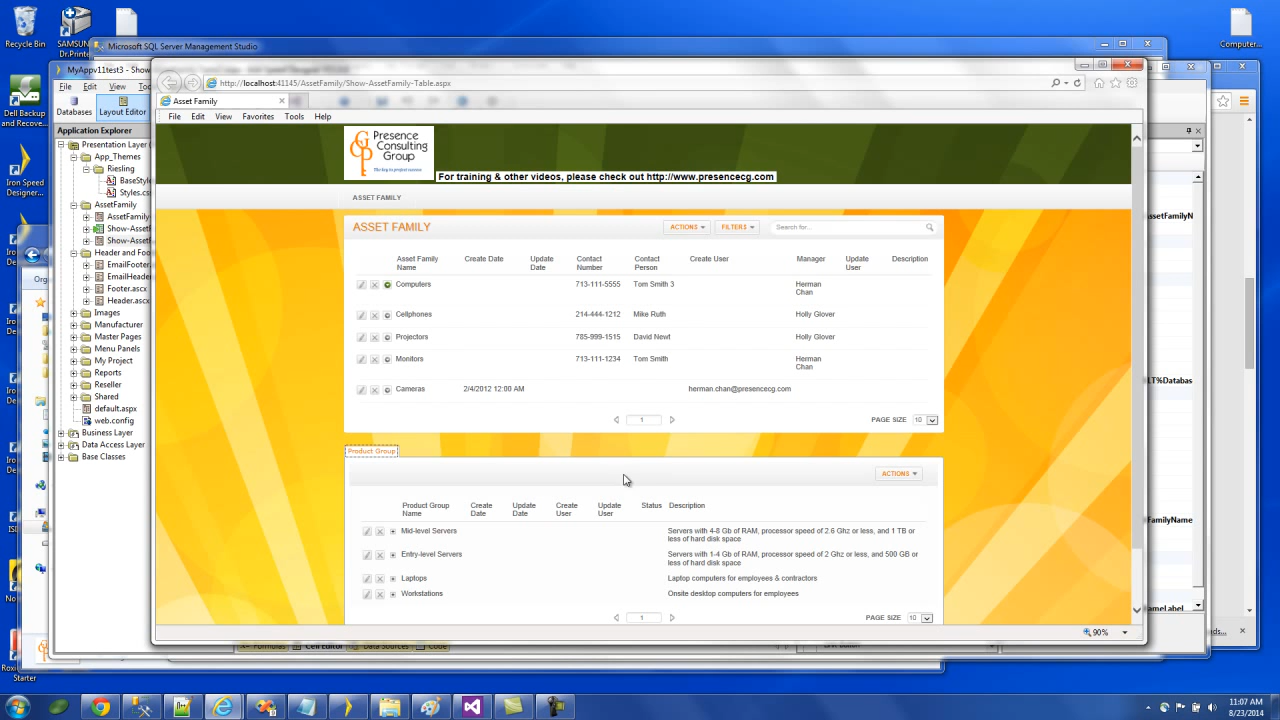 Recycle Bin
SAMSUN...
Dr.Printe
Computer...
Microsoft SQL Server Management Studio
MyAppv11test3 - Sho
http://localhost:41145/AssetFamily/Show-AssetFamily-Table.aspx
Asset Family
File Edit View
File Edit View Favorites Tools Help
Dell Backup
and Recove...
Databases Layout Editor
Application Explorer
Presentation Layer (
App_Themes
Riesling
BaseStyle
Styles.css
AssetFamily
AssetFamily-
Show-AssetF
Show-AssetF
Header and Foo
EmailFooter.
EmailHeader
Footer.ascx
Header.ascx
Images
Manufacturer
Master Pages
Menu Panels
My Project
Reports
Reseller
Shared
default.aspx
web.config
Business Layer
Data Access Layer
Base Classes
Iron Speed
Designer...
Presence
Consulting
Group
The key to project success
For training & other videos, please check out http://www.presencecg.com
ASSET FAMILY
ASSET FAMILY
ACTIONS FILTERS Search for...
Asset Family Name Create Date Update Date Contact Number Contact Person Create User Manager Update User Description
Computers 713-111-5555 Tom Smith 3 Herman Chan
Cellphones 214-444-1212 Mike Ruth Holly Glover
Projectors 785-999-1515 David Newt Holly Glover
Monitors 713-111-1234 Tom Smith Herman Chan
Cameras 2/4/2012 12:00 AM herman.chan@presencecg.com
1 PAGE SIZE 10
Product Group
ACTIONS
Product Group Name Create Date Update Date Create User Update User Status Description
Mid-level Servers Servers with 4-8 Gb of RAM, processor speed of 2.6 Ghz or less, and 1 TB or
less of hard disk space
Entry-level Servers Servers with 1-4 Gb of RAM, processor speed of 2 Ghz or less, and 500 GB or
less of hard disk space
Laptops Laptop computers for employees & contractors
Workstations Onsite desktop computers for employees
1 PAGE SIZE 10
90%
Formulas Cell Editor Data Sources Code
ssetFamilyN
LT%Databas
FamilyName
Starter
11:07 AM
8/23/2014